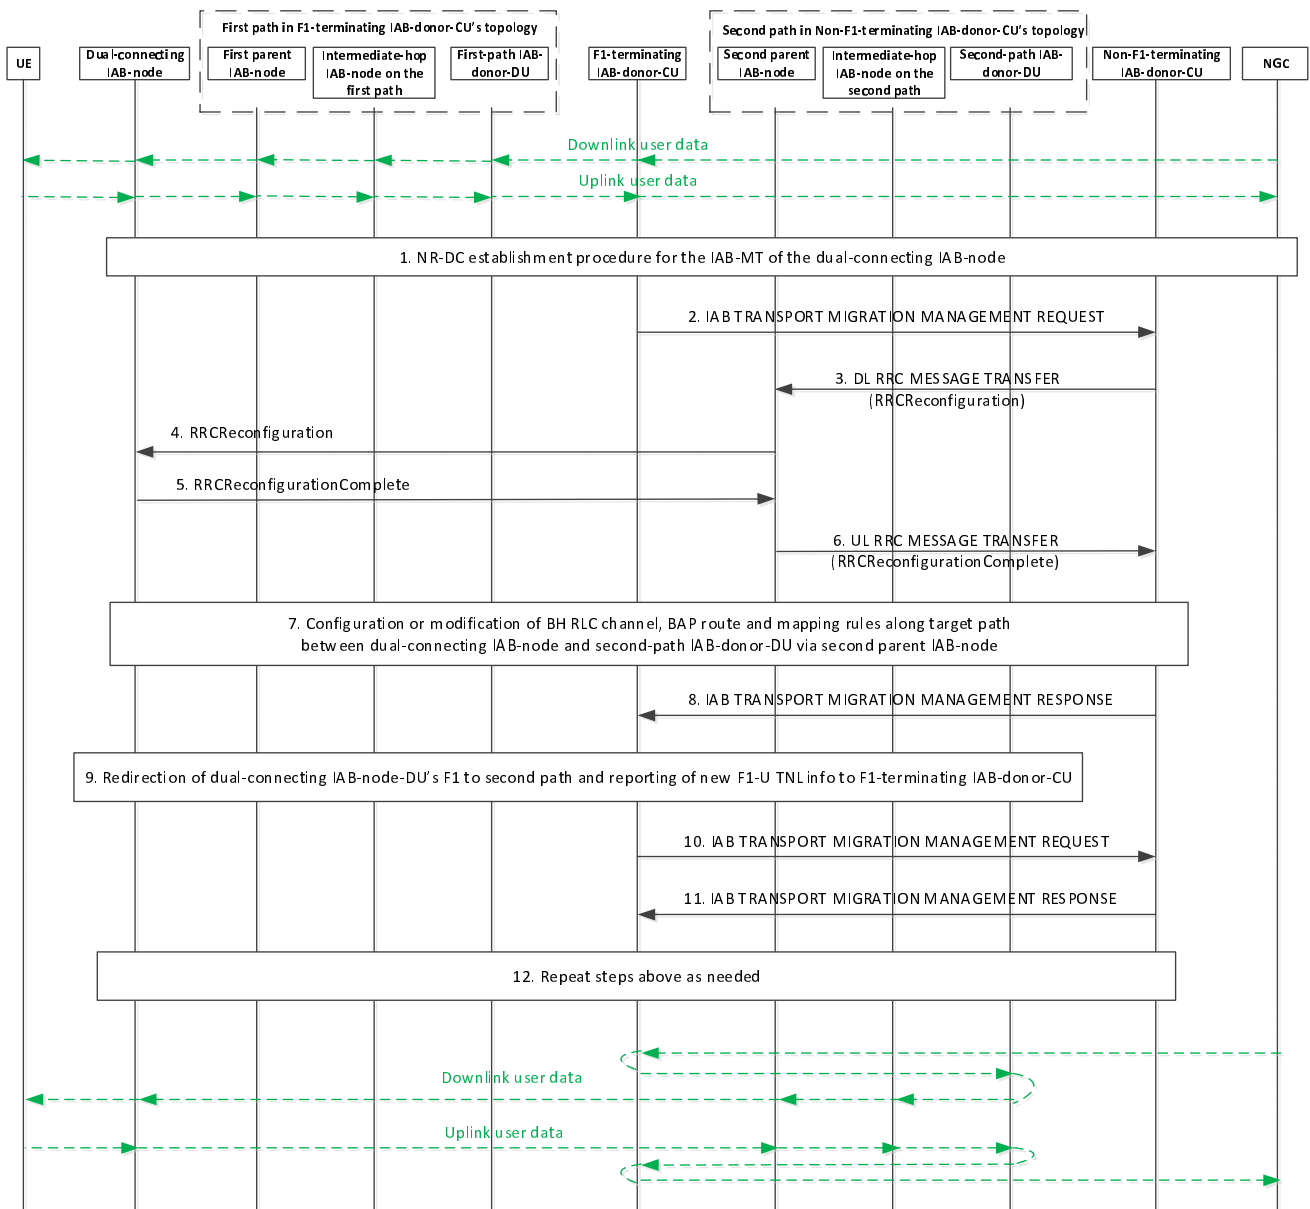 First path in F1-terminating IAB-donor-CU's topology
Second path in Non-F1-terminating IAB-donor-CU's topology
UE
Dual-connecting
IAB-node
First parent
IAB-node
Intermediate-hop
IAB-node on the
first path
First-path IAB-
donor-DU
F1-terminating
IAB-donor-CU
Second parent
IAB-node
Intermediate-hop
IAB-node on the
second path
Second-path IAB-
donor-DU
Non-F1-terminating
IAB-donor-CU
NGC
Downlink user data
Uplink user data
1. NR-DC establishment procedure for the IAB-MT of the dual-connecting IAB-node
2. IAB TRANSPORT MIGRATION MANAGEMENT REQUEST
3. DL RRC MESSAGE TRANSFER
(RRCReconfiguration)
4. RRCReconfiguration
5. RRCReconfigurationComplete
6. UL RRC MESSAGE TRANSFER
(RRCReconfigurationComplete)
7. Configuration or modification of BH RLC channel, BAP route and mapping rules along target path
between dual-connecting IAB-node and second-path IAB-donor-DU via second parent IAB-node
8. IAB TRANSPORT MIGRATION MANAGEMENT RESPONSE
9. Redirection of dual-connecting IAB-node-DU's F1 to second path and reporting of new F1-U TNL info to F1-terminating IAB-donor-CU
10. IAB TRANSPORT MIGRATION MANAGEMENT REQUEST
11. IAB TRANSPORT MIGRATION MANAGEMENT RESPONSE
12. Repeat steps above as needed
Downlink user data
Uplink user data